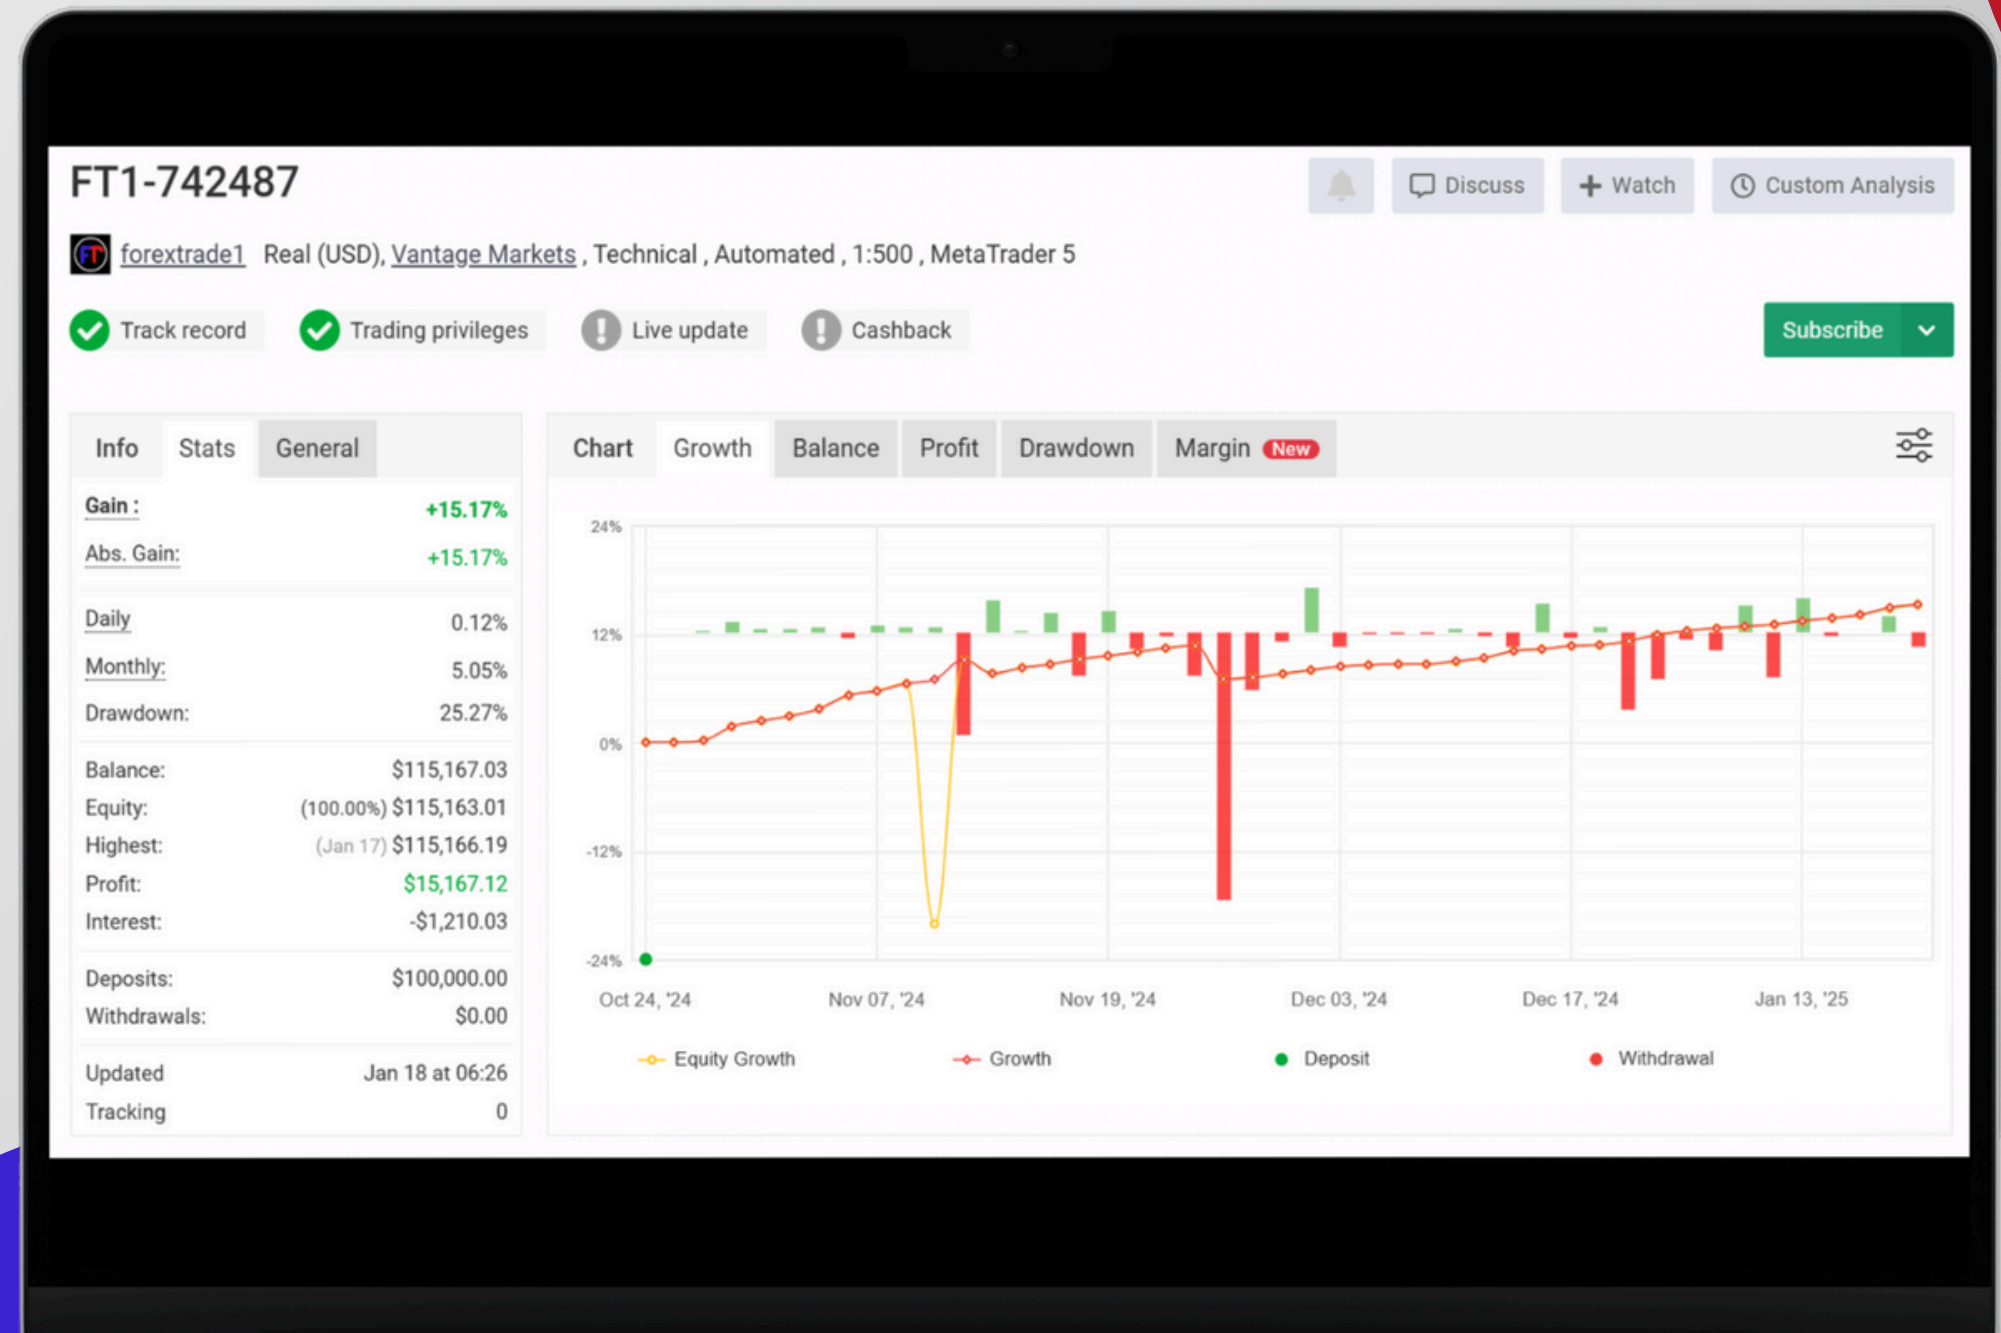 FT1-742487
Discuss
Watch
Custom Analysis
FT forextrade1 Real (USD), Vantage Markets , Technical , Automated , 1:500 , MetaTrader 5
Track record
Trading privileges
Live update
Cashback
Subscribe
Info Stats General
Gain : +15.17%
Abs. Gain: +15.17%
Daily 0.12%
Monthly: 5.05%
Drawdown: 25.27%
Balance: $115,167.03
Equity: (100.00%) $115,163.01
Highest: (Jan 17) $115,166.19
Profit: $15,167.12
Interest: -$1,210.03
Deposits: $100,000.00
Withdrawals: $0.00
Updated Jan 18 at 06:26
Tracking 0
Chart Growth Balance Profit Drawdown Margin New
24%
12%
0%
-12%
-24%
Oct 24, '24 Nov 07, '24 Nov 19, '24 Dec 03, '24 Dec 17, '24 Jan 13, '25
Equity Growth Growth Deposit Withdrawal